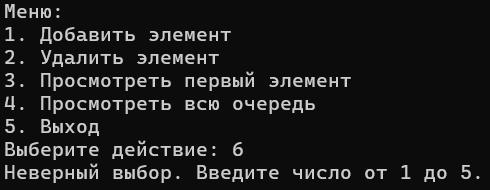 Меню:
1. Добавить элемент
2. Удалить элемент
3. Просмотреть первый элемент
4. Просмотреть всю очередь
5. Выход
Выберите действие: 6
Неверный выбор. Введите число от 1 до 5.